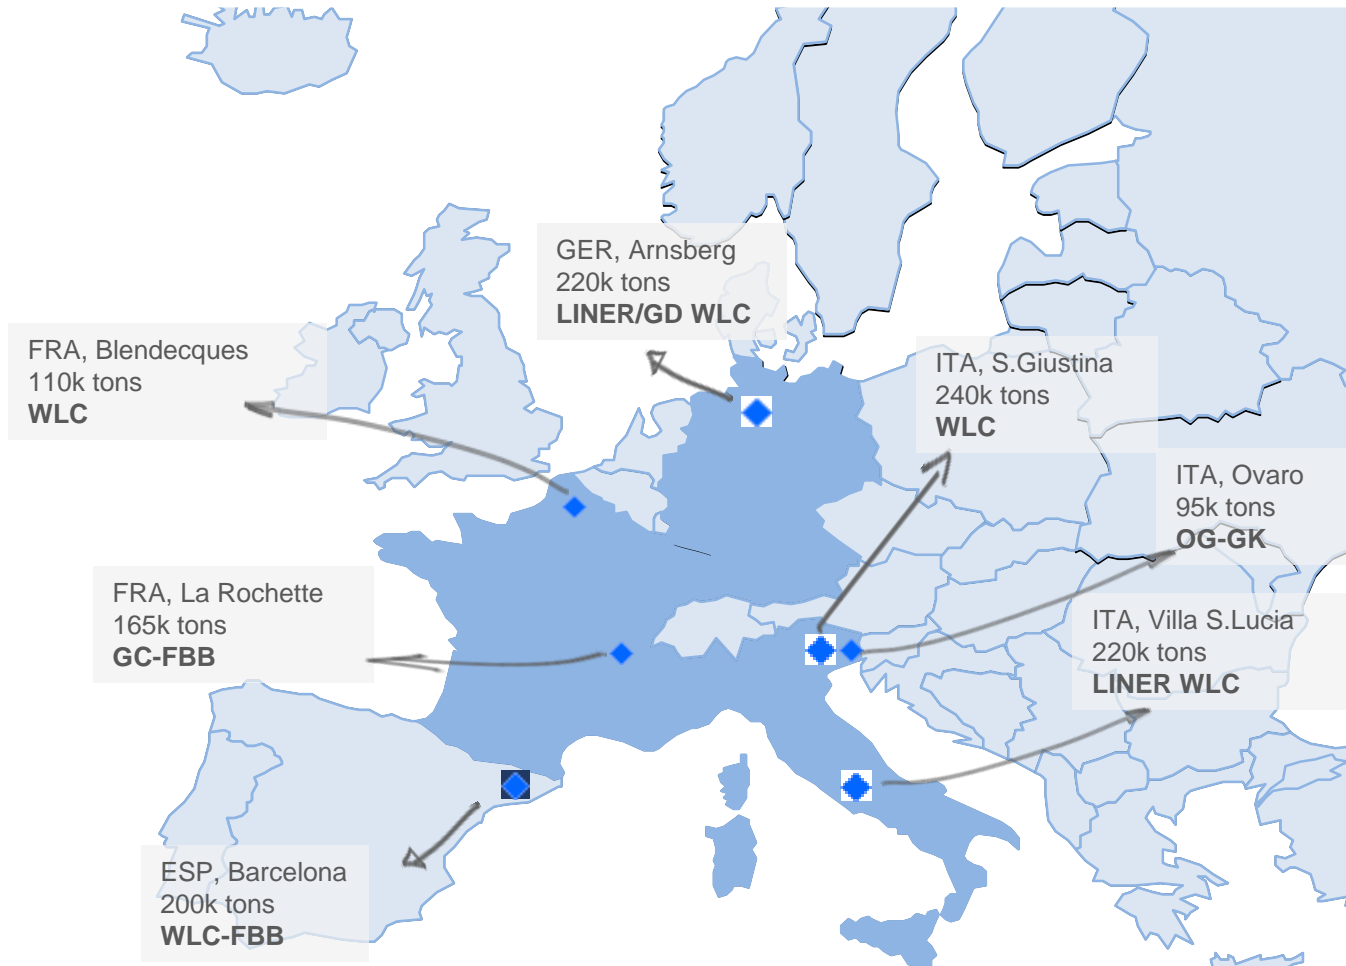 GER, Arnsberg
220k tons
LINER/GD WLC
FRA, Blendecques
110k tons
WLC
ITA, S.Giustina
240k tons
WLC
ITA, Ovaro
95k tons
OG-GK
FRA, La Rochette
165k tons
GC-FBB
ITA, Villa S.Lucia
220k tons
LINER WLC
ESP, Barcelona
200k tons
WLC-FBB